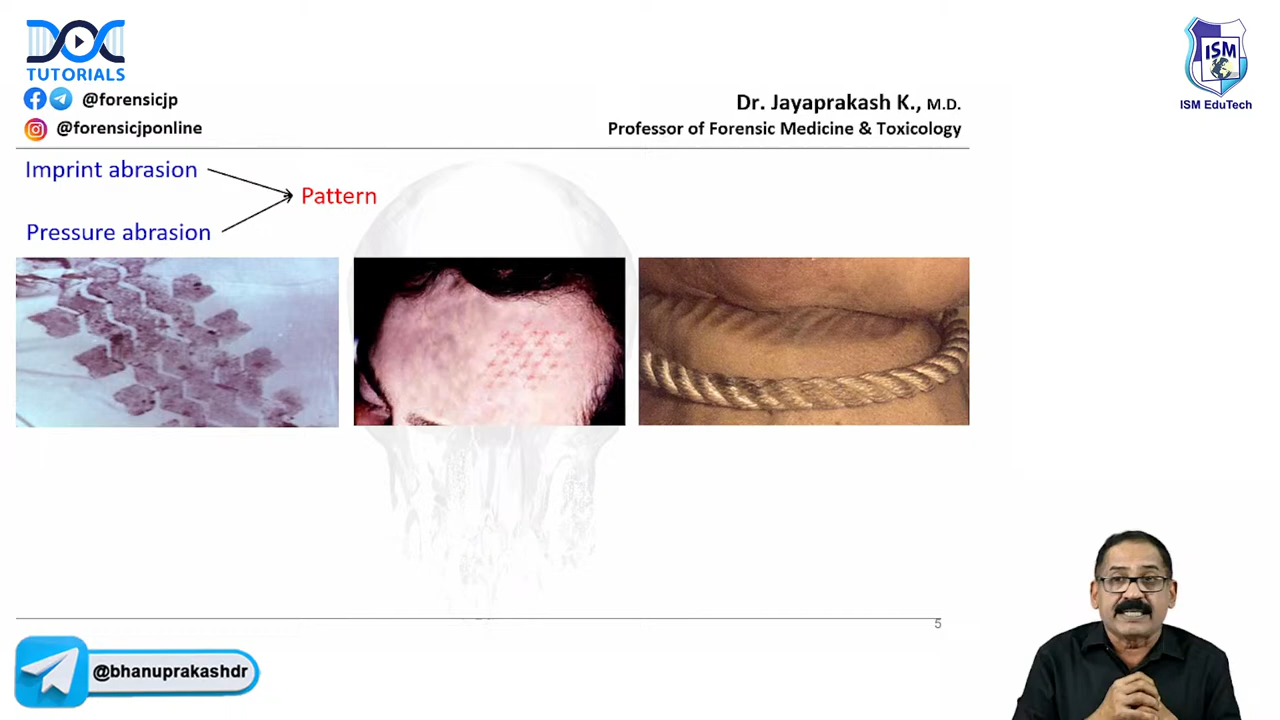 TUTORIALS
@forensicjp
@forensicjponline
ISM
ISM EduTech
Dr. Jayaprakash K., M.D.
Professor of Forensic Medicine & Toxicology
Imprint abrasion
Pattern
Pressure abrasion
5
@bhanuprakashdr